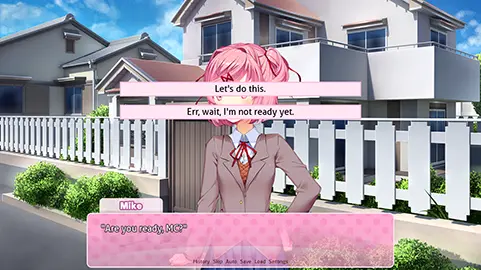 Let's do this.
Err, wait, I'm not ready yet.
Mike
"Are you ready, MC?"
History Skip Auto Save Load Settings